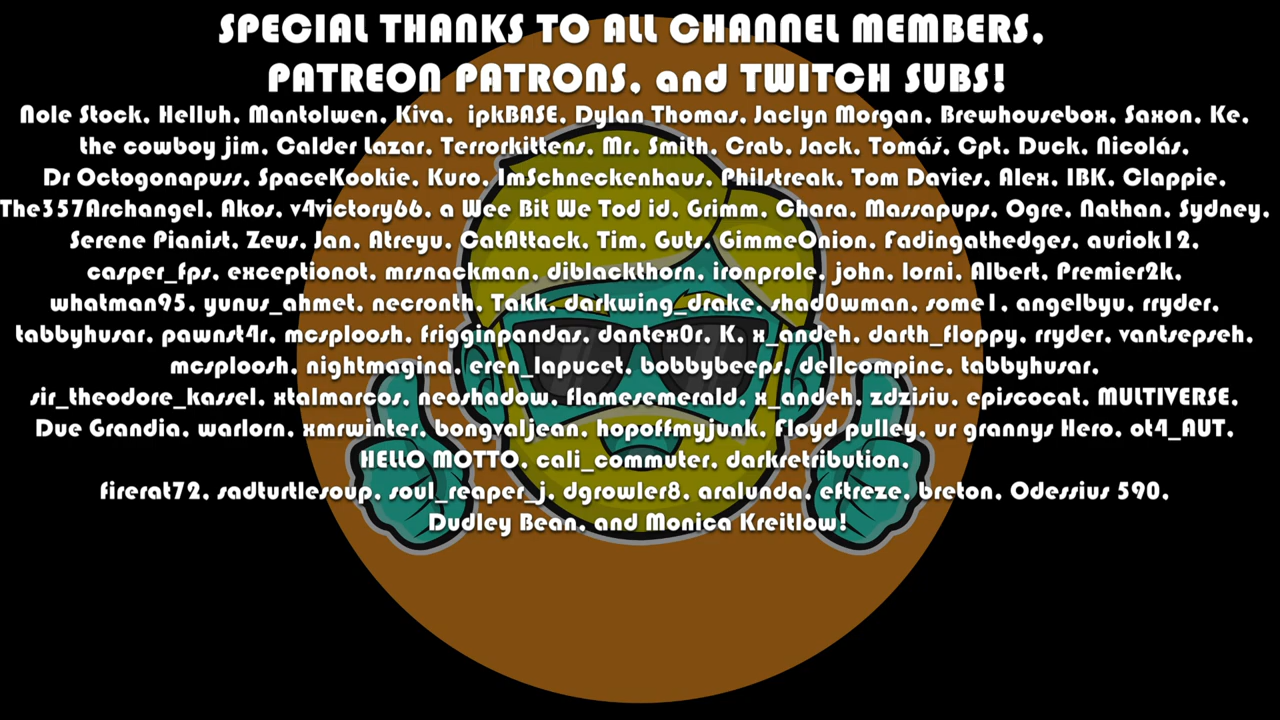 SPECIAL THANKS TO ALL CHANNEL MEMBERS,
PATREON PATRONS, and TWITCH SUBS!
Nole Stock, Helluh, Mantolwen, Kiva,  ipkBASE, Dylan Thomas, Jaclyn Morgan, Brewhousebox, Saxon, Ke,
the cowboy jim, Calder Lazar, Terrorkittens, Mr. Smith, Crab, Jack, Tomáš, Cpt. Duck, Nicolás,
Dr Octogonapuss, SpaceKookie, Kuro, ImSchneckenhaus, Philstreak, Tom Davies, Alex, IBK, Clappie,
The357Archangel, Akos, v4victory66, a Wee Bit We Tod id, Grimm, Chara, Massapups, Ogre, Nathan, Sydney,
Serene Pianist, Zeus, Jan, Atreyu, CatAttack, Tim, Guts, GimmeOnion, Fadingathedges, auriok12,
casper_fps, exceptionot, mrsnackman, diblackthorn, ironprole, john, lorni, Albert, Premier2k,
whatman95, yunus_ahmet, necronth, Takk, darkwing_drake, shad0wman, some1, angelbyu, rryder,
tabbyhusar, pawnst4r, mcsploosh, frigginpandas, dantex0r, K, x_andeh, darth_floppy, rryder, vantsepseh,
mcsploosh, nightmagina, eren_lapucet, bobbybeeps, dellcompinc, tabbyhusar,
sir_theodore_kassel, xtalmarcos, neoshadow, flamesemerald, x_andeh, zdzisiu, episcocat, MULTIVERSE,
Due Grandia, warlorn, xmrwinter, bongvaljean, hopoffmyjunk, Floyd pulley, ur grannys Hero, ot4_AUT,
HELLO MOTTO, cali_commuter, darkretribution,
firerat72, sadturtlesoup, soul_reaper_j, dgrowler8, aralunda, eftreze, breton, Odessius 590,
Dudley Bean, and Monica Kreitlow!